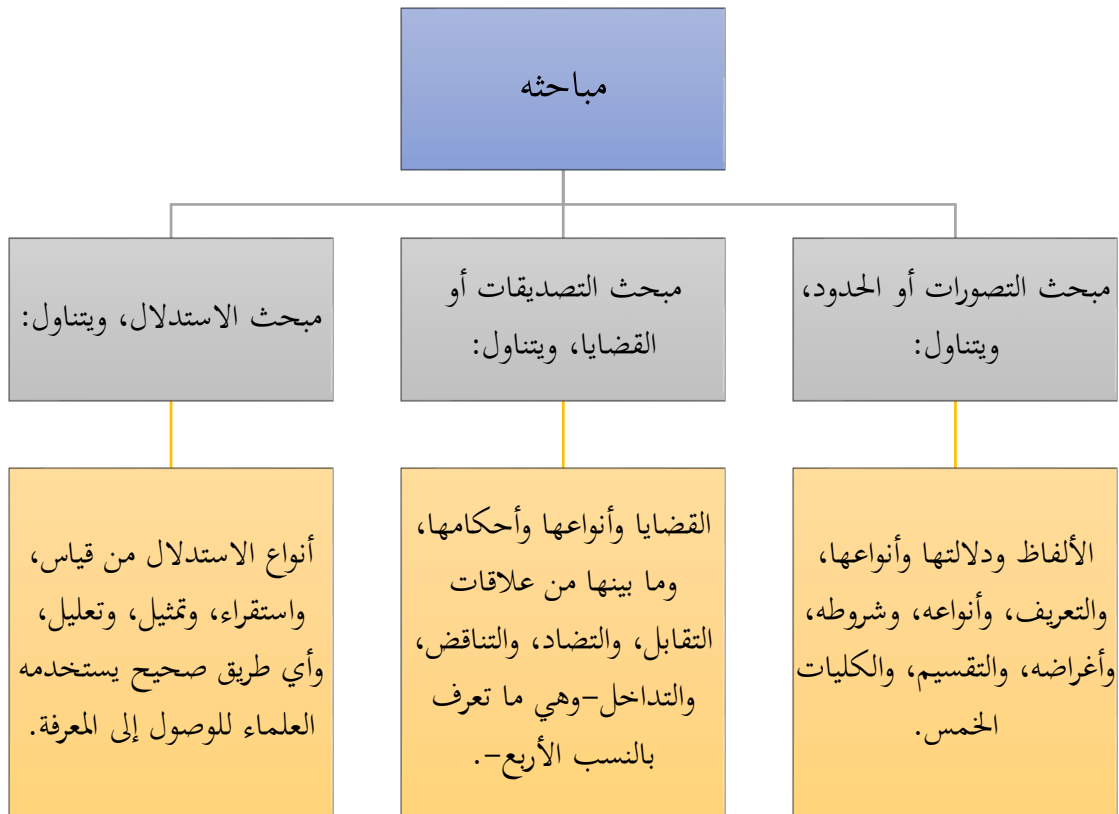 مباحثه
مبحث التصورات أو الحدود،
ويتناول:
مبحث التصديقات أو
القضايا، ويتناول:
مبحث الاستدلال، ويتناول:
الألفاظ ودلالتها وأنواعها،
والتعريف، وأنواعه، وشروطه،
وأغراضه، والتقسيم، والكليات
الخمس.
القضايا وأنواعها وأحكامها،
وما بينها من علاقات
التقابل، والتضاد، والتناقض،
والتداخل-وهي ما تعرف
بالنسب الأربع-.
أنواع الاستدلال من قياس،
واستقراء، وتمثيل، وتعليل،
وأي طريق صحيح يستخدمه
العلماء للوصول إلى المعرفة.